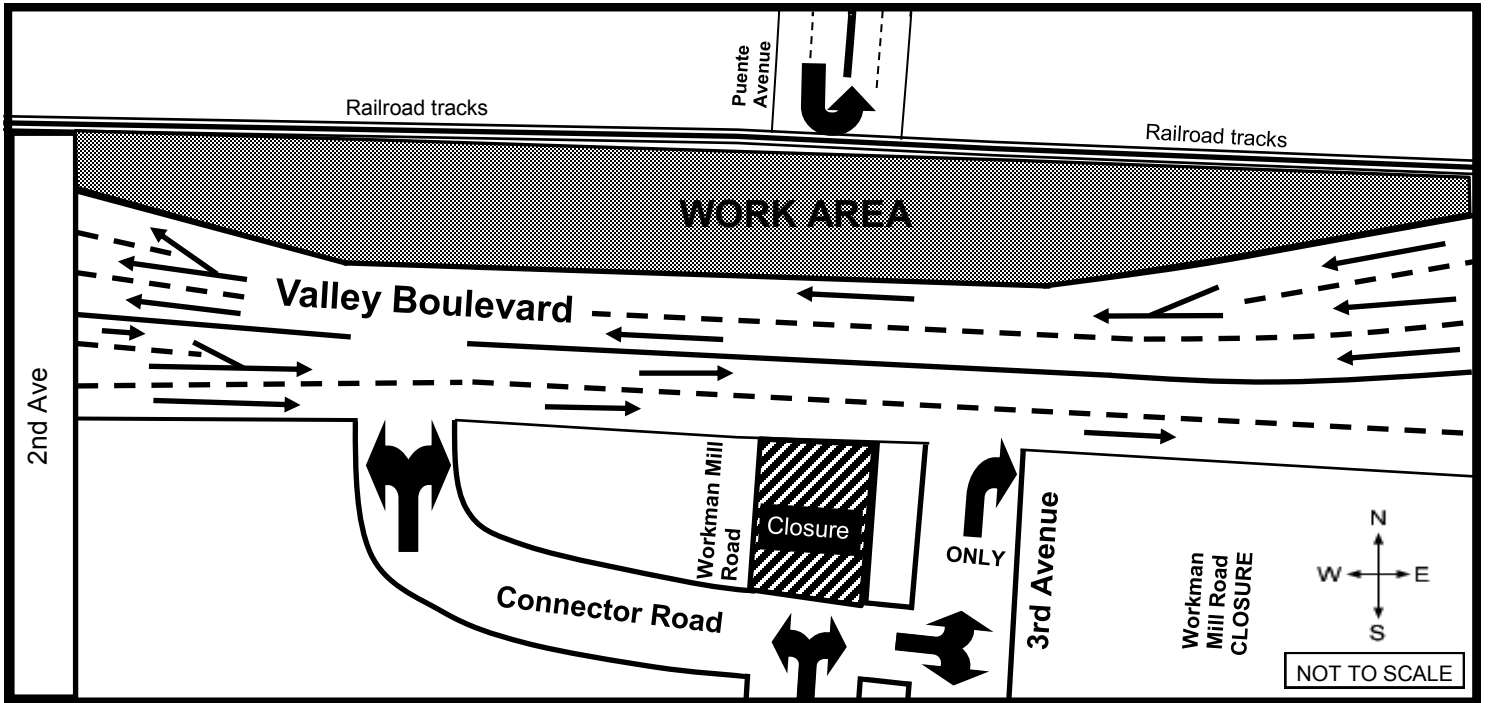 Puente
Avenue
Railroad tracks
Railroad tracks
WORK AREA
Valley Boulevard
2nd Ave
Workman Mill
Road
Closure
ONLY
3rd Avenue
Connector Road
Workman
Mill Road
CLOSURE
N
W
E
S
NOT TO SCALE